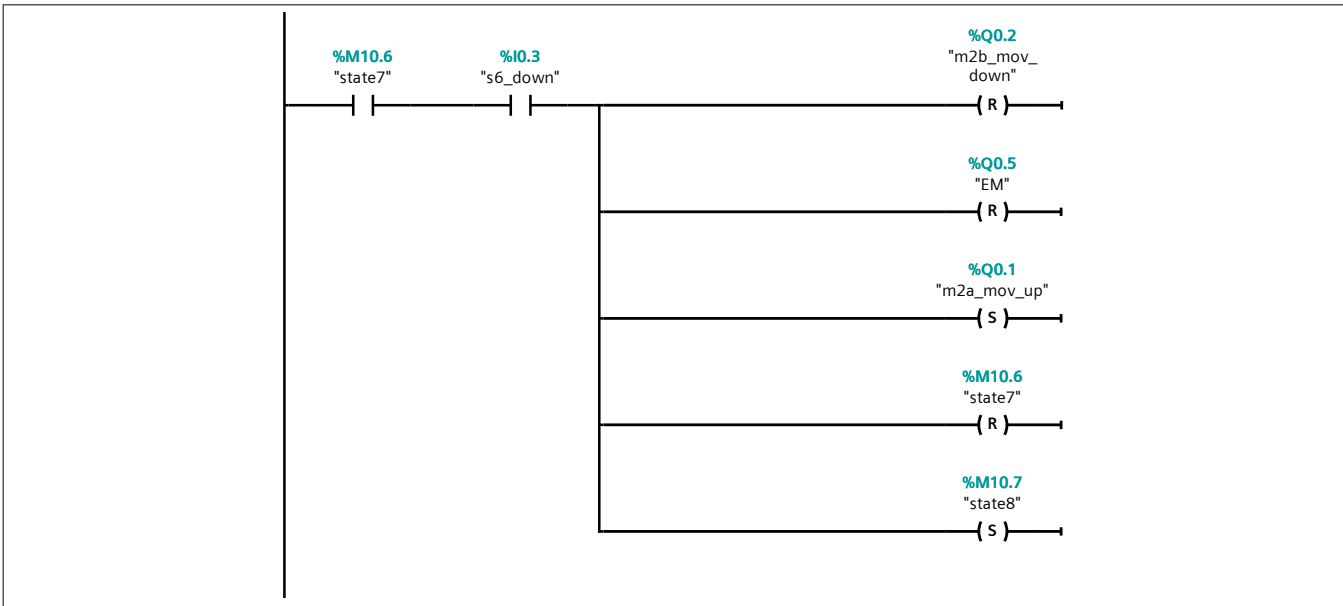 %M10.6
"state7"
%I0.3
"s6_down"
%Q0.2
"m2b_mov_
down"
R
%Q0.5
"EM"
R
%Q0.1
"m2a_mov_up"
S
%M10.6
"state7"
R
%M10.7
"state8"
S